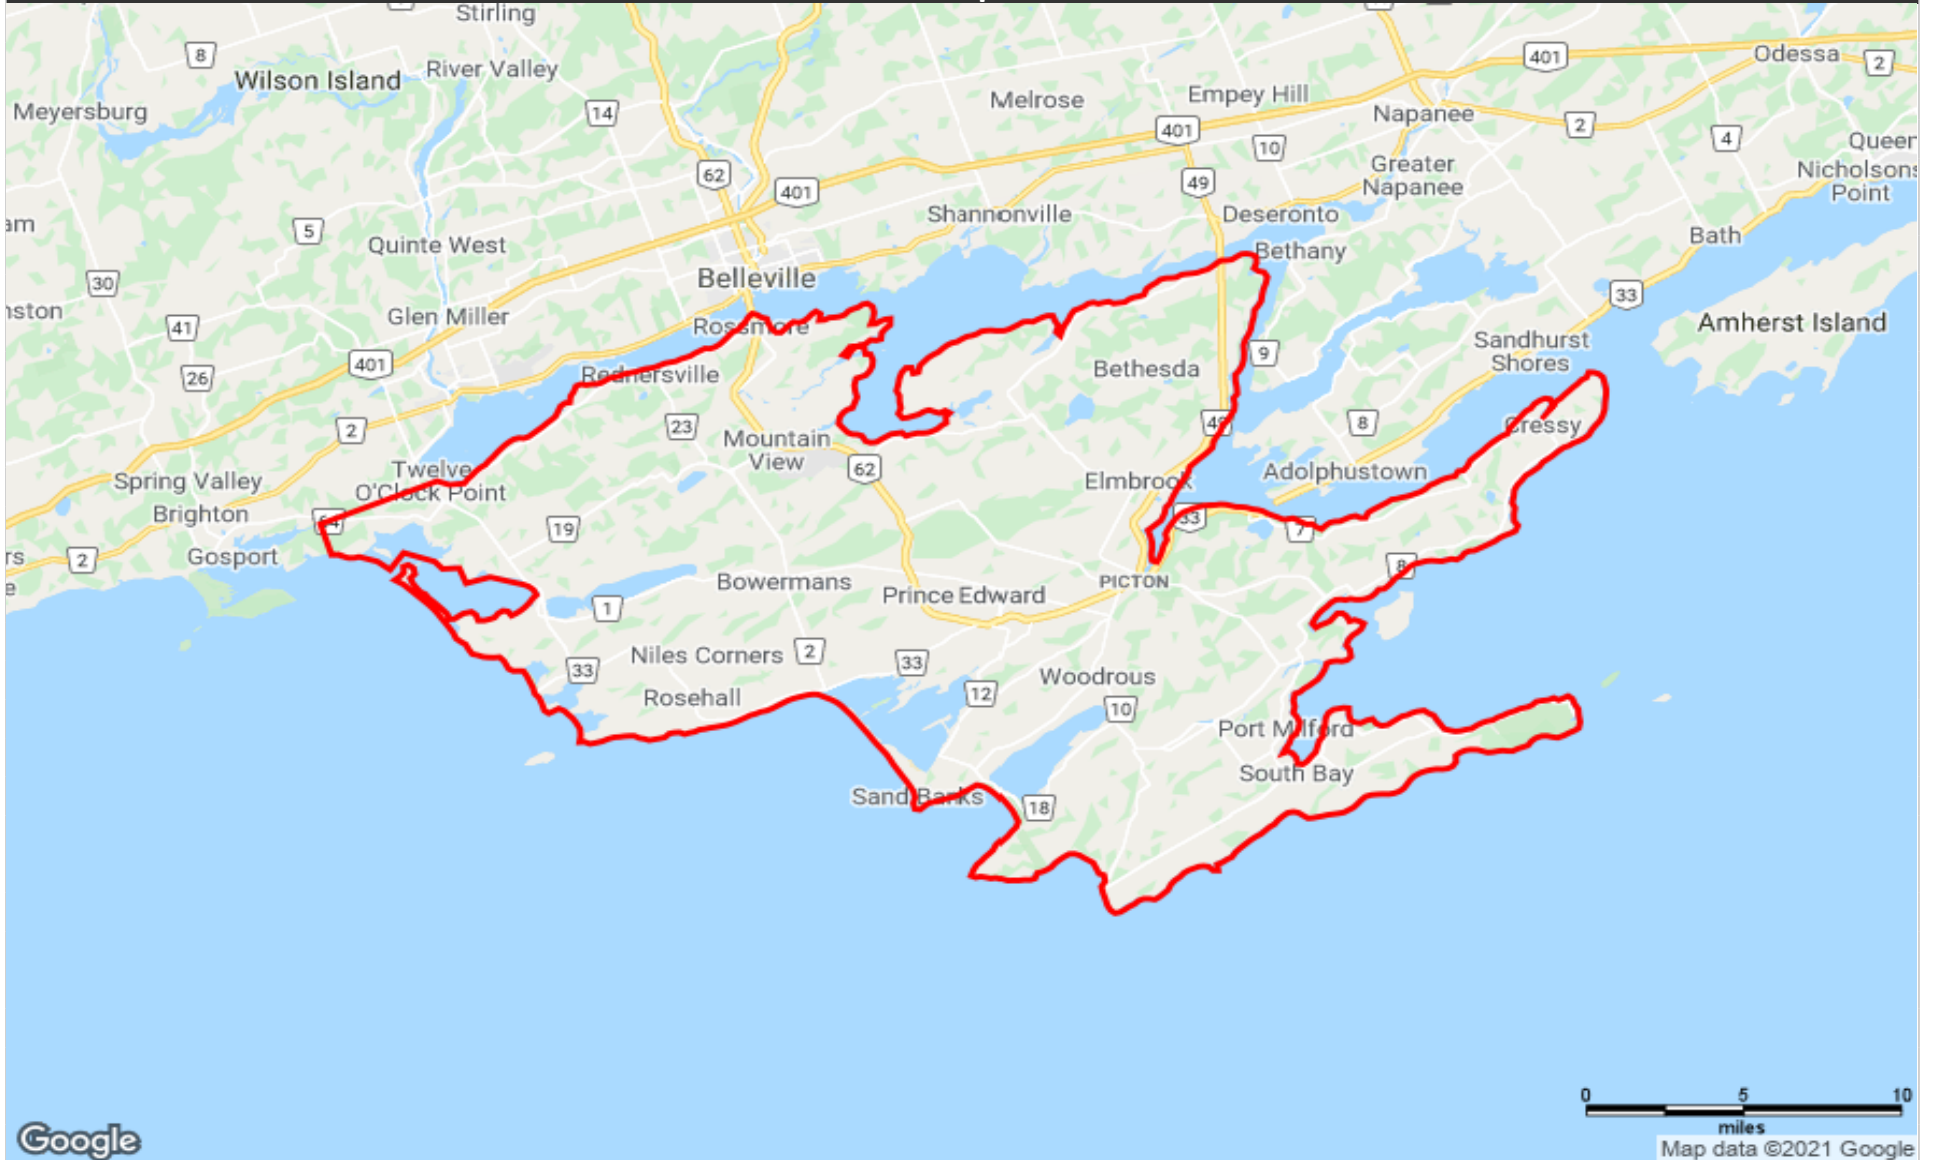 Stirling
8
401
Odessa
2
River Valley
Wilson Island
Melrose
Empey Hill
Meyersburg
14
Napanee
2
401
4
Queen
10
Greater
Napanee
Nicholsons
Point
62
401
49
Shannonville
Deseronto
am
5
Quinte West
Bath
Bethany
Belleville
30
33
nston
Glen Miller
41
Rossmore
Amherst Island
Sandhurst
Shores
401
9
Bethesda
26
Rednersville
23
49
8
Cressy
2
Mountain
View
62
Twelve
O'Clock Point
Adolphustown
Spring Valley
Elmbrook
Brighton
64
19
33
7
rs
2
Gosport
8
e
Bowermans
PICTON
Prince Edward
1
Niles Corners
2
33
33
Woodrous
12
Rosehall
10
Port Milford
South Bay
Sand Banks
18
0 5 10
miles
Google
Map data ©2021 Google